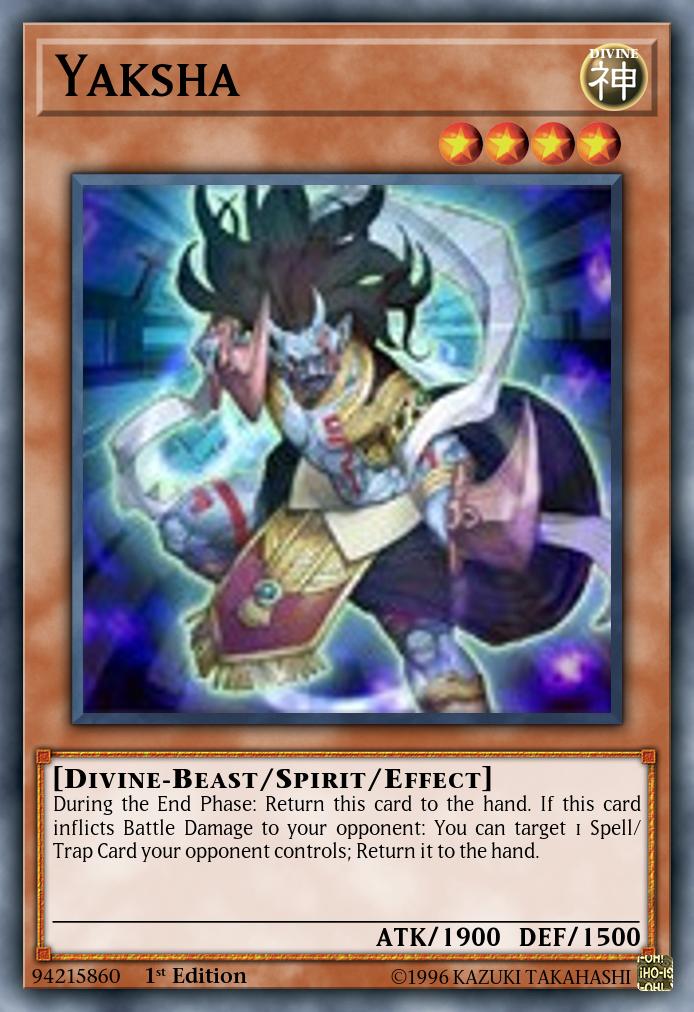 Yaksha
DIVINE
神
[Divine-Beast/Spirit/Effect]
During the End Phase: Return this card to the hand. If this card
inflicts Battle Damage to your opponent: You can target 1 Spell/
Trap Card your opponent controls; Return it to the hand.
ATK/1900 DEF/1500
94215860 1st Edition ©1996 KAZUKI TAKAHASHI